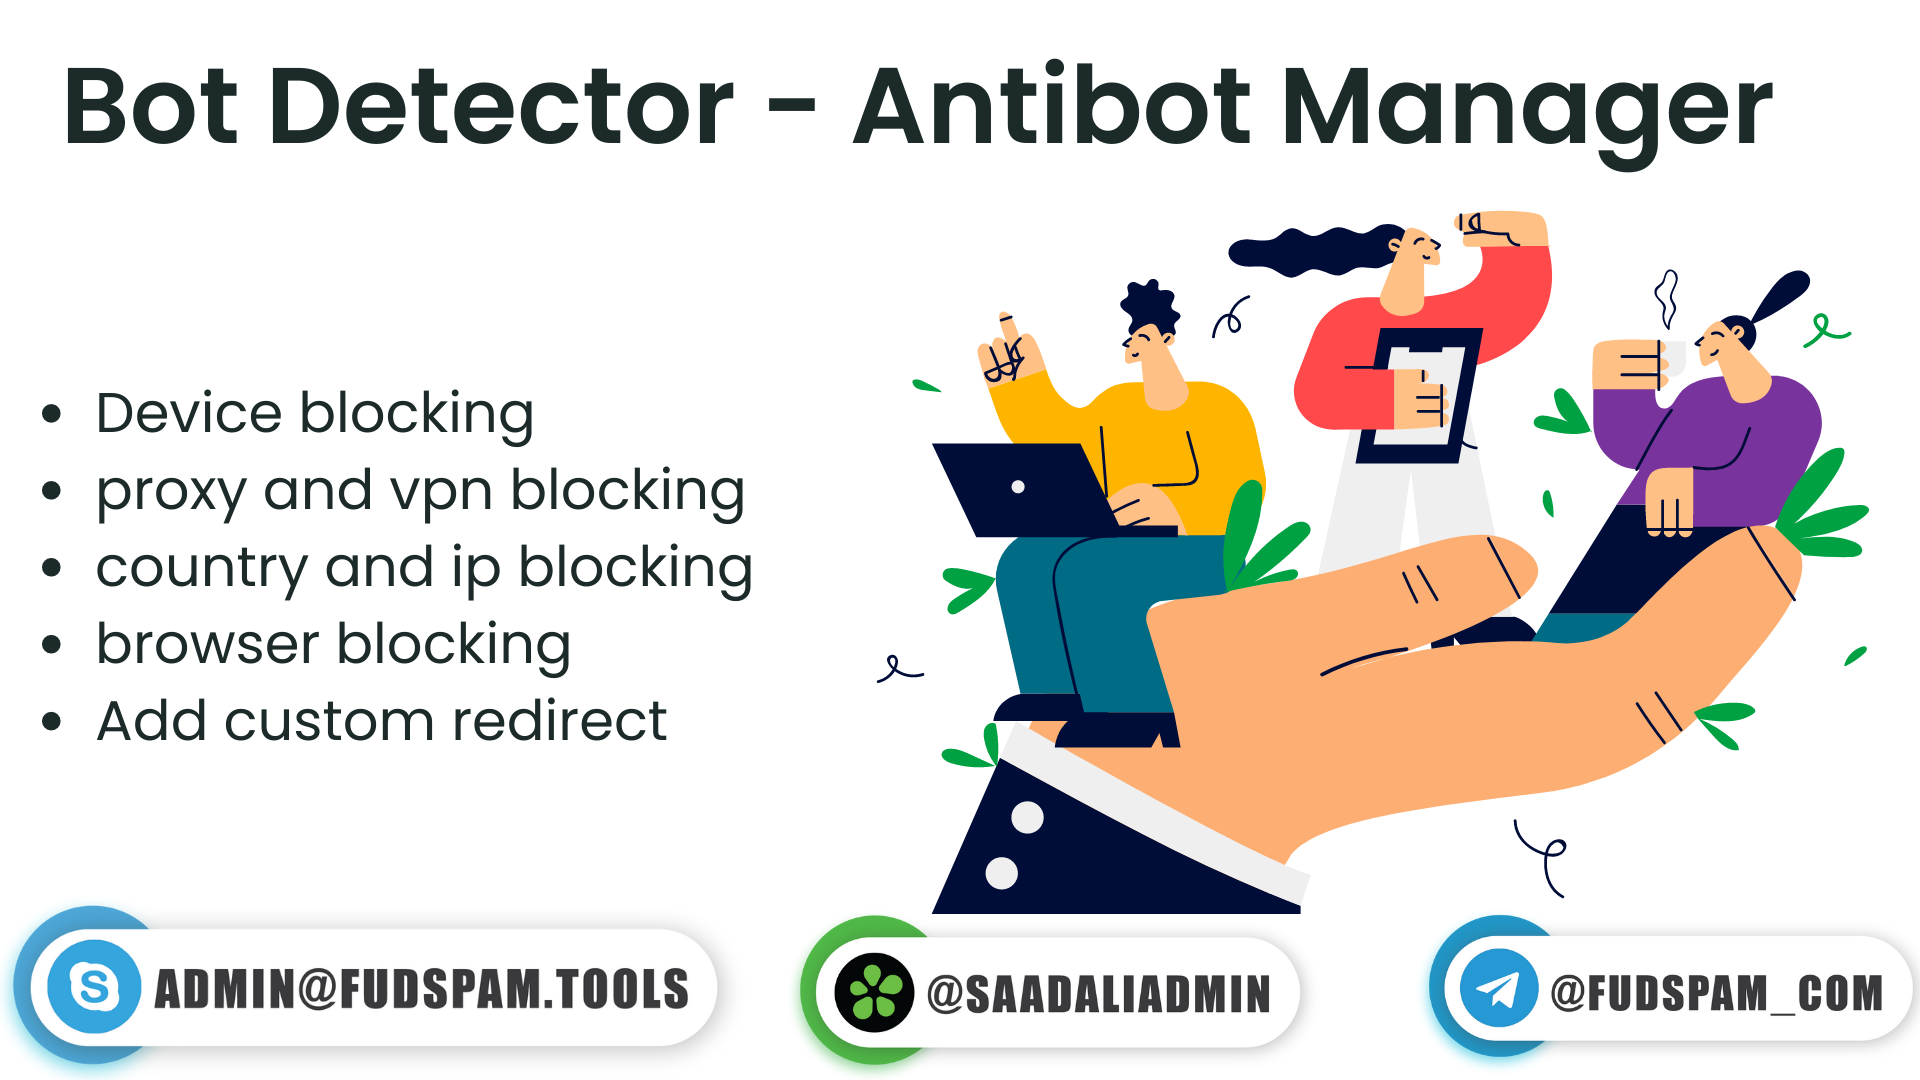 Bot Detector - Antibot Manager
• Device blocking
• proxy and vpn blocking
• country and ip blocking
• browser blocking
• Add custom redirect
ADMIN@FUDSPAM.TOOLS
@SAADALIADMIN
@FUDSPAM_COM